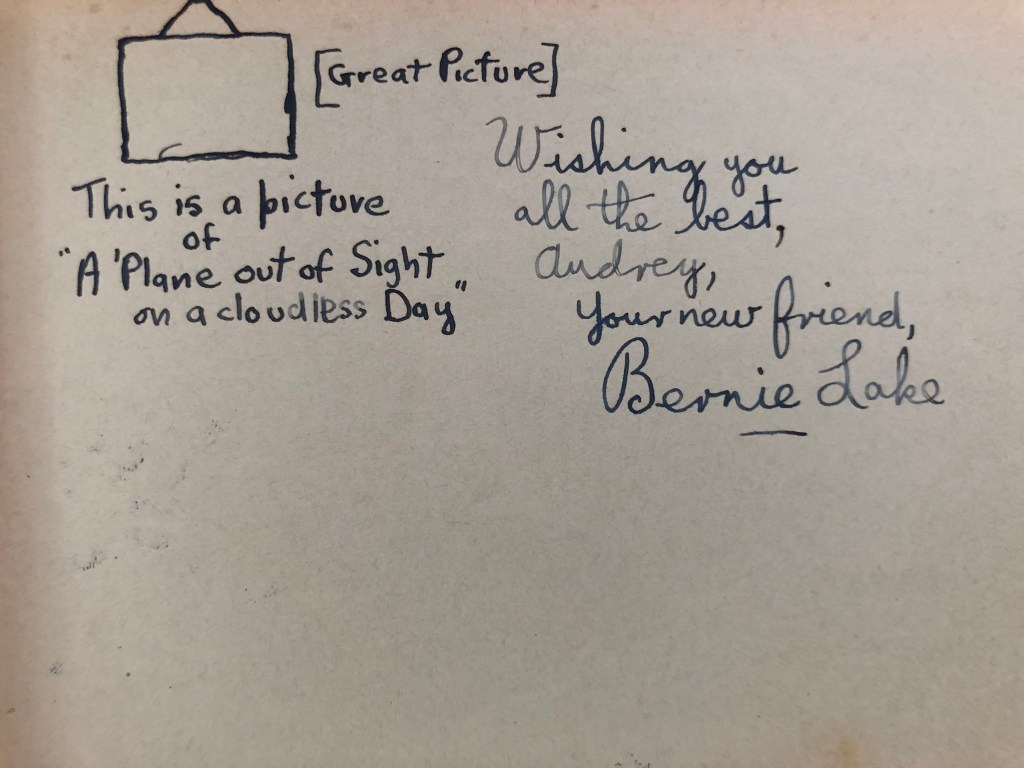 [Great Picture]
This is a picture
of
"A 'Plane out of Sight
on a cloudless Day"
Wishing you
all the best,
Audrey,
Your new friend,
Bernie Lake